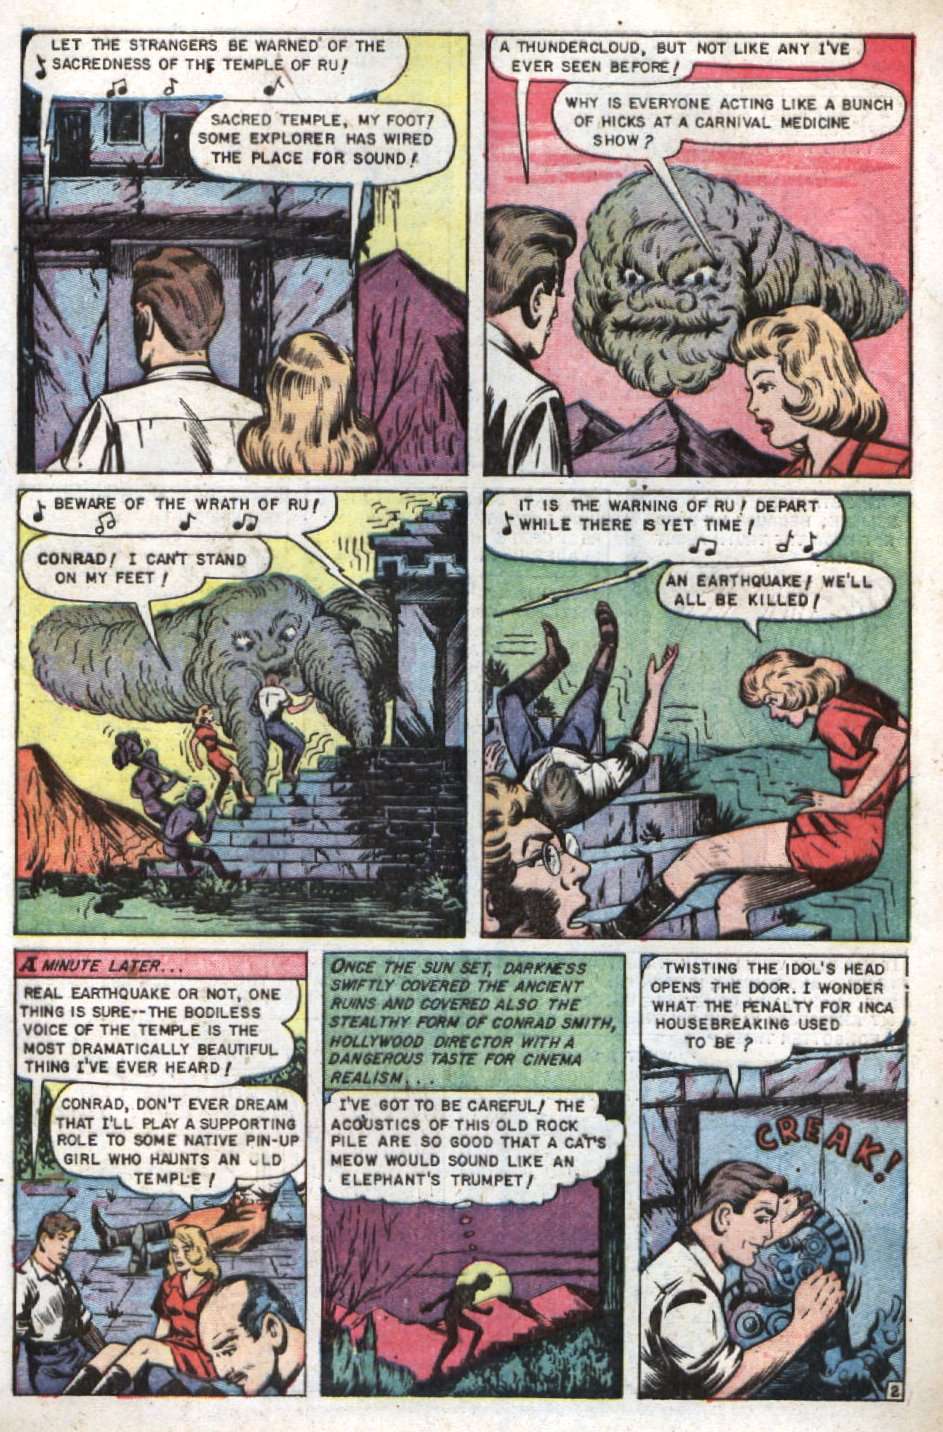 LET THE STRANGERS BE WARNED OF THE
SACREDNESS OF THE TEMPLE OF RU!
SACRED TEMPLE, MY FOOT!
SOME EXPLORER HAS WIRED
THE PLACE FOR SOUND!
A THUNDERCLOUD, BUT NOT LIKE ANY I'VE
EVER SEEN BEFORE!
WHY IS EVERYONE ACTING LIKE A BUNCH
OF HICKS AT A CARNIVAL MEDICINE
SHOW?
BEWARE OF THE WRATH OF RU!
CONRAD! I CAN'T STAND
ON MY FEET!
IT IS THE WARNING OF RU! DEPART
WHILE THERE IS YET TIME!
AN EARTHQUAKE! WE'LL
ALL BE KILLED!
A MINUTE LATER...
REAL EARTHQUAKE OR NOT, ONE
THING IS SURE--THE BODILESS
VOICE OF THE TEMPLE IS THE
MOST DRAMATICALLY BEAUTIFUL
THING I'VE EVER HEARD!
CONRAD, DON'T EVER DREAM
THAT I'LL PLAY A SUPPORTING
ROLE TO SOME NATIVE PIN-UP
GIRL WHO HAUNTS AN OLD
TEMPLE!
ONCE THE SUN SET, DARKNESS
SWIFTLY COVERED THE ANCIENT
RUINS AND COVERED ALSO THE
STEALTHY FORM OF CONRAD SMITH,
HOLLYWOOD DIRECTOR WITH A
DANGEROUS TASTE FOR CINEMA
REALISM...
I'VE GOT TO BE CAREFUL! THE
ACOUSTICS OF THIS OLD ROCK
PILE ARE SO GOOD THAT A CAT'S
MEOW WOULD SOUND LIKE AN
ELEPHANT'S TRUMPET!
TWISTING THE IDOL'S HEAD
OPENS THE DOOR. I WONDER
WHAT THE PENALTY FOR INCA
HOUSEBREAKING USED
TO BE?
CREAK!
2